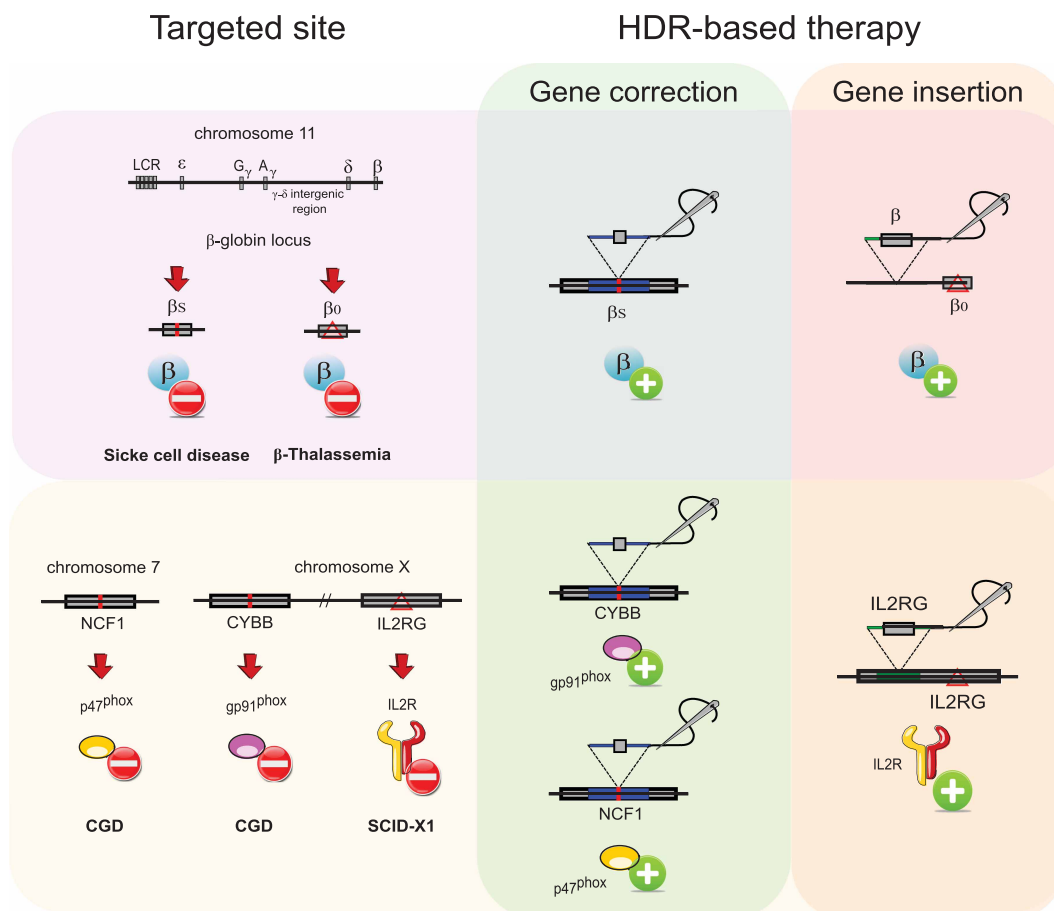 Targeted site
HDR-based therapy
Gene correction
Gene insertion
chromosome 11
LCR ε Gγ Aγ δ β
γ-δ intergenic
region
β-globin locus
βS β0
β β
Sicke cell disease β-Thalassemia
βS
β
β
β0
β
chromosome 7 chromosome X
//
NCF1 CYBB IL2RG
p47phox gp91phox IL2R
CGD CGD SCID-X1
CYBB
gp91phox
NCF1
p47phox
IL2RG
IL2RG
IL2R